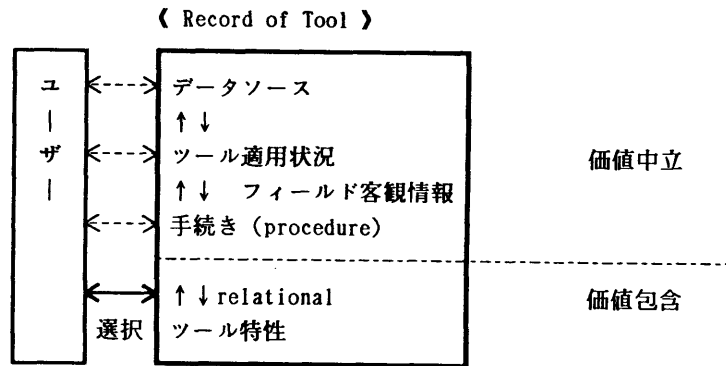 《 Record of Tool 》
ユーザー
データソース
↑↓
ツール適用状況
価値中立
↑↓ フィールド客観情報
手続き (procedure)
↑↓relational
価値包含
選択
ツール特性